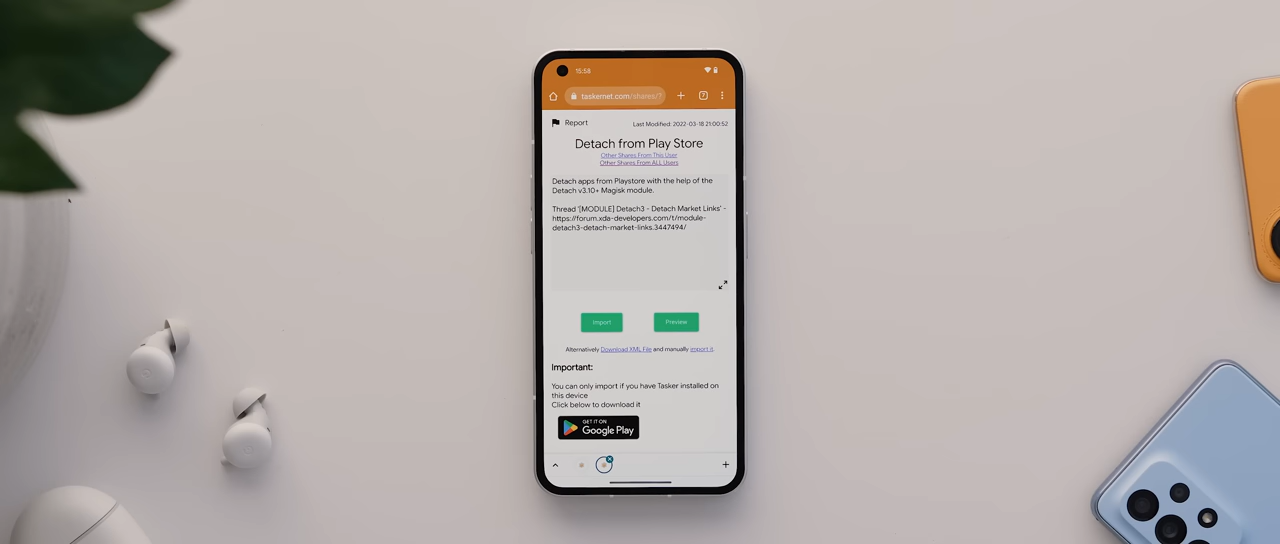 15:58
taskernet.com/shares/?
7
Report
Last Modified: 2022-03-18 21:00:52
Detach from Play Store
Other Shares From This User
Other Shares From ALL Users
Detach apps from Playstore with the help of the
Detach v3.10+ Magisk module.
Thread '[MODULE] Detach3 - Detach Market Links' -
https://forum.xda-developers.com/t/module-
detach3-detach-market-links.3447494/
Import
Preview
Alternatively Download XML File and manually import it.
Important:
You can only import if you have Tasker installed on
this device
Click below to download it
GET IT ON
Google Play